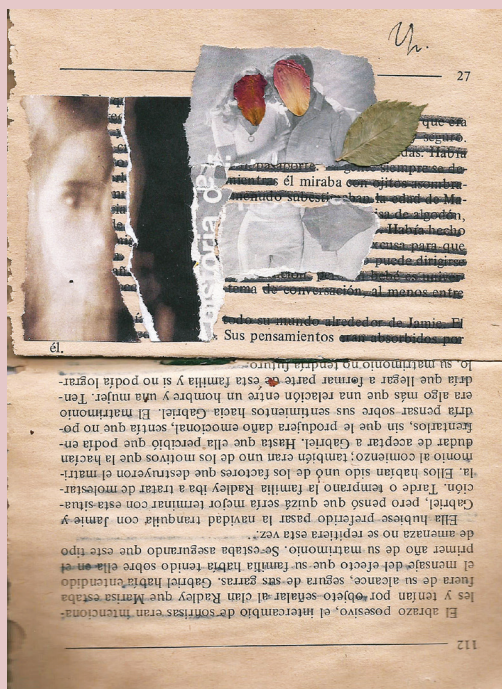 27
que era
seguro.
das. Había
siempre se de
mientras él miraba con ojitos asombra-
menudo ban la edad de Ma-
sa de algodón,
Había hecho
cusa para que
puede dirigirse
historia d
tema de conversación, al menos entre
todo su mundo alrededor de Jamie. El
Sus pensamientos eran absorbidos por
él.
112
El abrazo posesivo, el intercambio de sonrisas eran intenciona-
les y tenían por objeto señalar al clan Radley que Marisa estaba
fuera de su alcance, segura de sus garras. Gabriel había entendido
el mensaje del efecto que su familia había tenido sobre ella en el
primer año de su matrimonio. Se estaba asegurando que este tipo
de amenaza no se repitiera esta vez.
Ella hubiese preferido pasar la navidad tranquila con Jamie y
Gabriel, pero pensó que quizá sería mejor terminar con esta situa-
ción. Tarde o temprano la familia Radley iba a tratar de molestar-
la. Ellos habían sido uno de los factores que destruyeron el matri-
monio al comienzo; también eran uno de los motivos que la hacían
dudar de aceptar a Gabriel. Hasta que ella percibió que podía en-
frentarlos, sin que le produjera daño emocional, sentía que no po-
dría pensar sobre sus sentimientos hacia Gabriel. El matrimonio
era algo más que una relación entre un hombre y una mujer. Ten-
dría que llegar a formar parte de ésta familia y si no podía lograr-
lo, su matrimonio no tendría futuro.